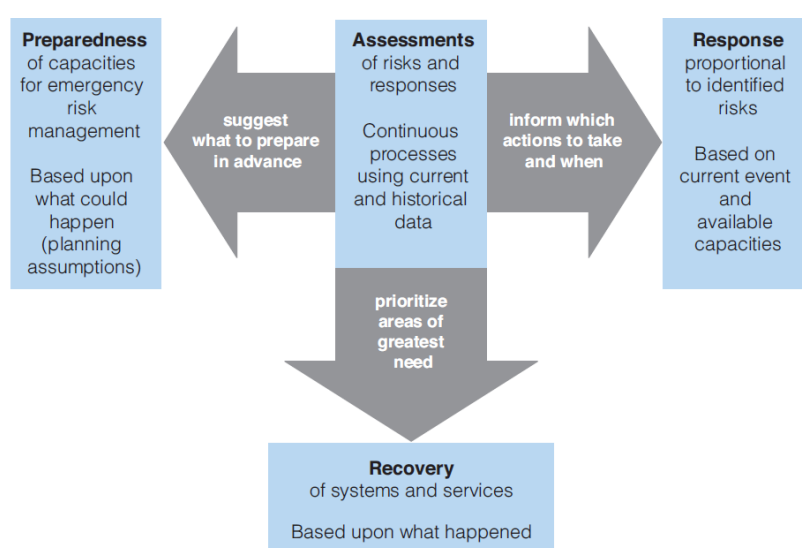 Preparedness
of capacities
for emergency
risk
management
Based upon
what could
happen
(planning
assumptions)
suggest
what to prepare
in advance
Assessments
of risks and
responses
Continuous
processes
using current
and historical
data
inform which
actions to take
and when
Response
proportional
to identified
risks
Based on
current event
and
available
capacities
prioritize
areas of
greatest
need
Recovery
of systems and services
Based upon what happened